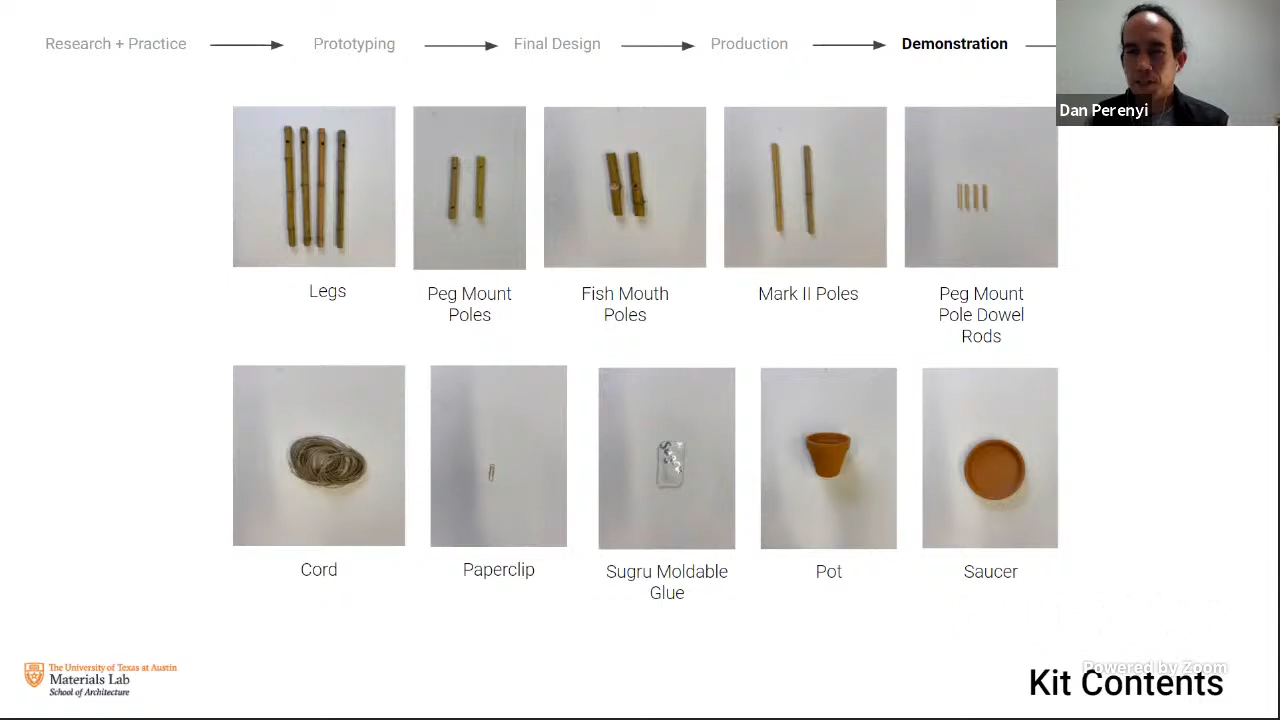 Research + Practice
Prototyping
Final Design
Production
Demonstration
Dan Perenyi
Legs
Peg Mount
Poles
Fish Mouth
Poles
Mark II Poles
Peg Mount
Pole Dowel
Rods
Cord
Paperclip
Sugru Moldable
Glue
Pot
Saucer
The University of Texas at Austin
Materials Lab
School of Architecture
Powered by Zoom
Kit Contents